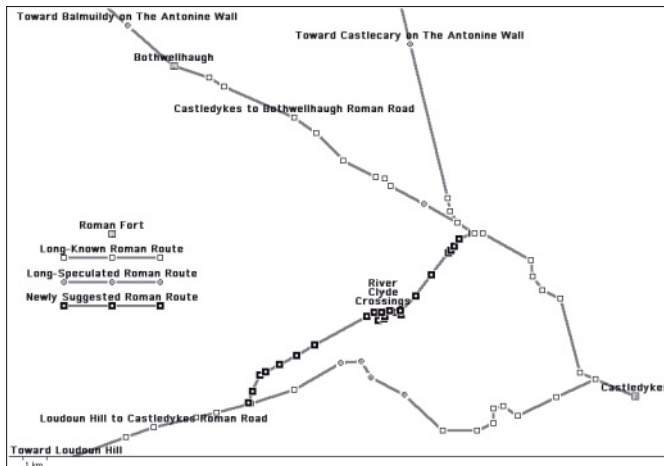 Toward Balmuildy on The Antonine Wall
Toward Castlecary on The Antonine Wall
Bothwellhaugh
Castledykes to Bothwellhaugh Roman Road
Roman Fort
Long-Known Roman Route
Long-Speculated Roman Route
Newly Suggested Roman Route
River
Clyde
Crossings
Castledykes
Loudoun Hill to Castledykes Roman Road
Toward Loudoun Hill
1 km